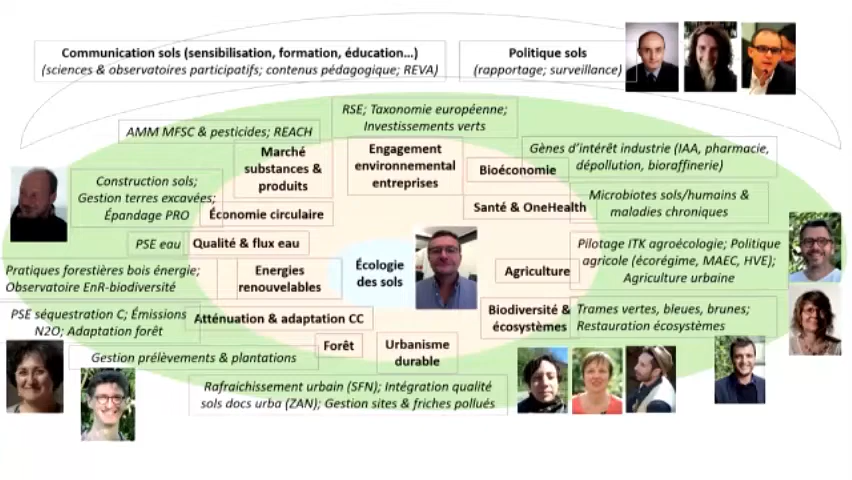 Communication sols (sensibilisation, formation, éducation…)
(sciences & observatoires participatifs; contenus pédagogique; REVA)
Politique sols
(rapportage; surveillance)
RSE; Taxonomie européenne;
Investissements verts
AMM MFSC & pesticides; REACH
Marché
substances &
produits
Engagement
environnemental
entreprises
Gènes d'intérêt industrie (IAA, pharmacie,
dépollution, bioraffinerie)
Bioéconomie
Construction sols;
Gestion terres excavées;
Épandage PRO
Économie circulaire
Santé & OneHealth
Microbiotes sols/humains &
maladies chroniques
PSE eau
Qualité & flux eau
Écologie
des sols
Pilotage ITK agroécologie; Politique
agricole (écorégime, MAEC, HVE);
Agriculture urbaine
Agriculture
Pratiques forestières bois énergie;
Observatoire EnR-biodiversité
Energies
renouvelables
PSE séquestration C; Émissions
N2O; Adaptation forêt
Atténuation & adaptation CC
Biodiversité &
écosystèmes
Trames vertes, bleues, brunes;
Restauration écosystèmes
Forêt
Gestion prélèvements & plantations
Urbanisme
durable
Rafraichissement urbain (SFN); Intégration qualité
sols docs urba (ZAN); Gestion sites & friches pollués